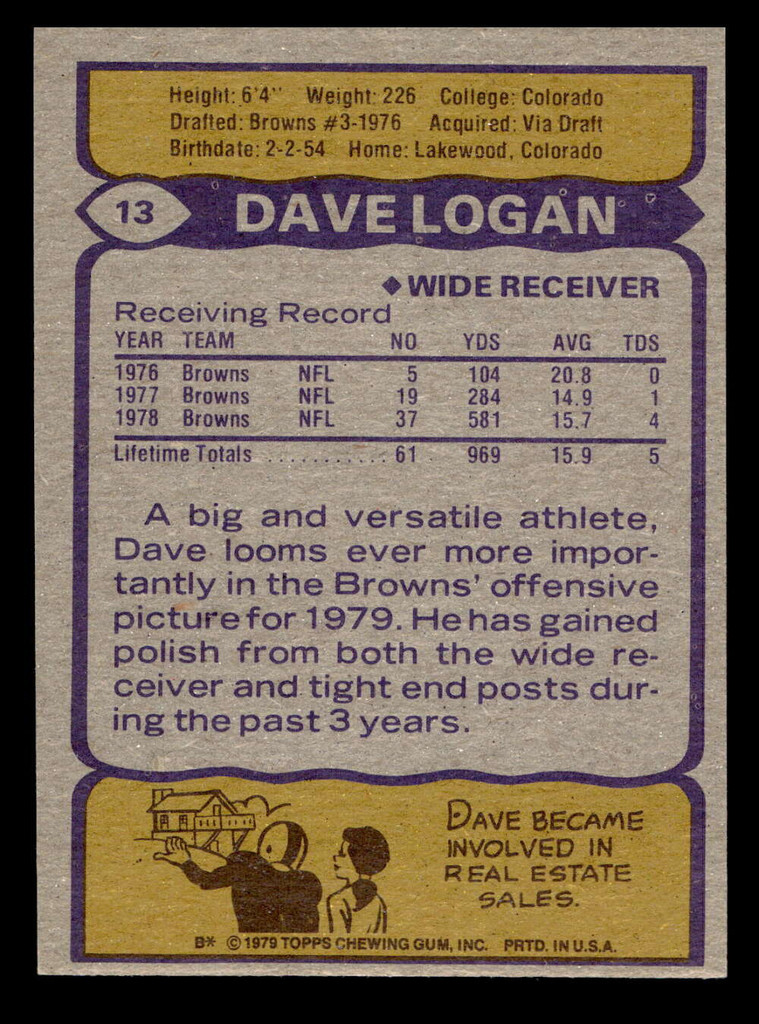 Height: 6'4" Weight: 226 College: Colorado
Drafted: Browns #3-1976 Acquired: Via Draft
Birthdate: 2-2-54 Home: Lakewood, Colorado
13 DAVE LOGAN
◆ WIDE RECEIVER
Receiving Record
YEAR TEAM NO YDS AVG TDS
1976 Browns NFL 5 104 20.8 0
1977 Browns NFL 19 284 14.9 1
1978 Browns NFL 37 581 15.7 4
Lifetime Totals ........... 61 969 15.9 5
A big and versatile athlete,
Dave looms ever more impor-
tantly in the Browns' offensive
picture for 1979. He has gained
polish from both the wide re-
ceiver and tight end posts dur-
ing the past 3 years.
DAVE BECAME
INVOLVED IN
REAL ESTATE
SALES.
B* © 1979 TOPPS CHEWING GUM, INC. PRTD. IN U.S.A.